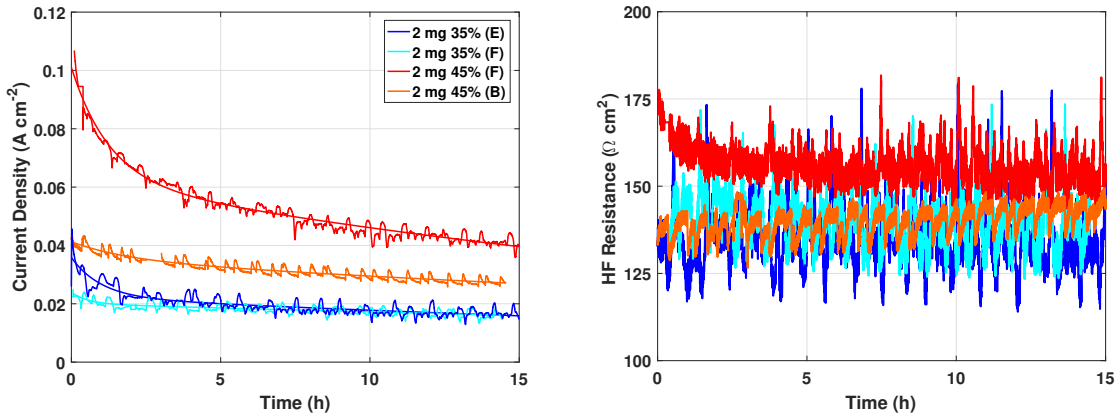 0.12
0.1
0.08
0.06
0.04
0.02
0
0
5
10
15
Current Density (A cm-2)
Time (h)
2 mg 35% (E)
2 mg 35% (F)
2 mg 45% (F)
2 mg 45% (B)
200
175
150
125
100
0
5
10
15
HF Resistance (Ω cm2)
Time (h)